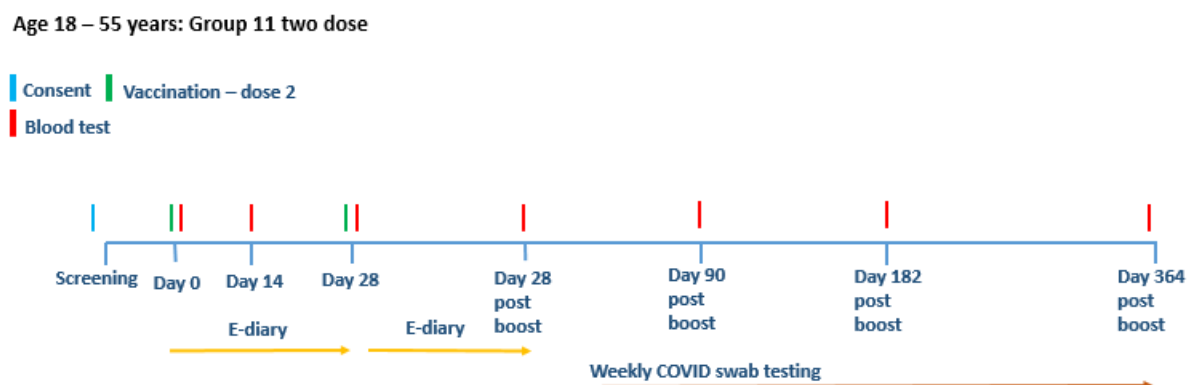 Age 18 – 55 years: Group 11 two dose
Consent Vaccination – dose 2
Blood test
Screening Day 0 Day 14 Day 28 Day 28 post boost Day 90 post boost Day 182 post boost Day 364 post boost
E-diary E-diary
Weekly COVID swab testing